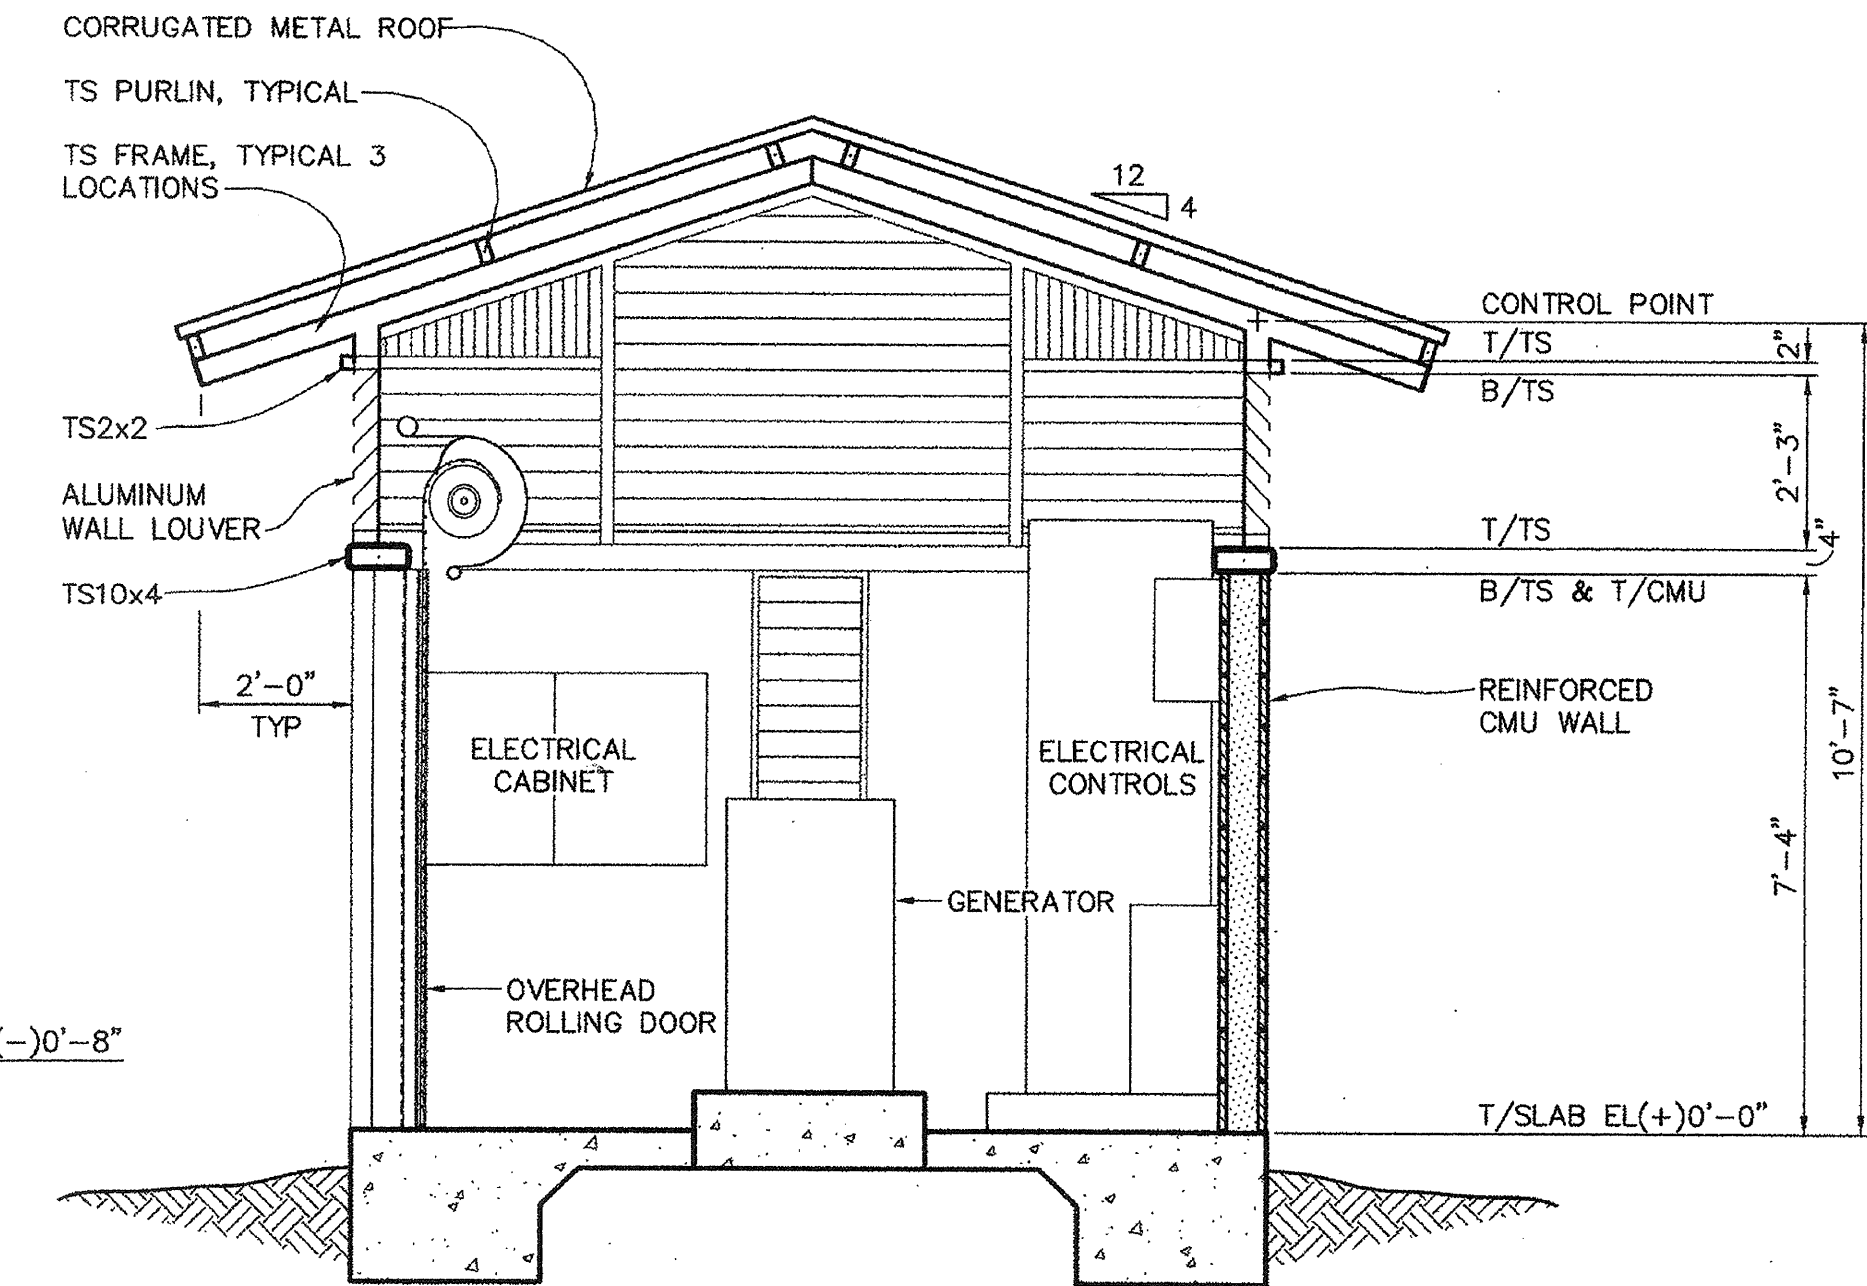 CORRUGATED METAL ROOF
TS PURLIN, TYPICAL
TS FRAME, TYPICAL 3
LOCATIONS
12
4
CONTROL POINT
T/TS
2"
B/TS
TS2x2
2'-3"
ALUMINUM
WALL LOUVER
T/TS
4"
TS10x4
B/TS & T/CMU
2'-0"
TYP
REINFORCED
CMU WALL
10'-7"
ELECTRICAL
CABINET
ELECTRICAL
CONTROLS
7'-4"
GENERATOR
OVERHEAD
ROLLING DOOR
(-)0'-8"
T/SLAB EL(+)0'-0"